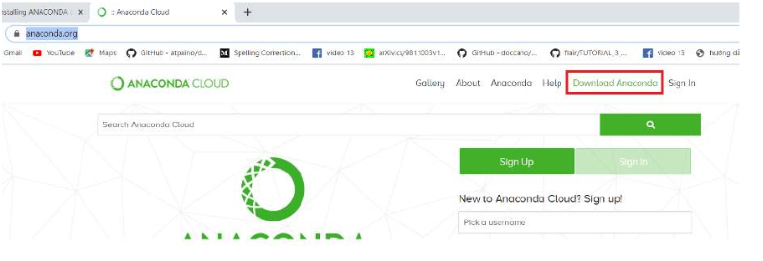 nstalling ANACONDA : Anaconda Cloud
anaconda.org
Gmail YouTube Maps GitHub - atpaino/d... Spelling Correction... video 13 arXiv:cs/9811003v1... GitHub - doccano/... flair/TUTORIAL_3_... video 13 hướng dẫ
ANACONDA CLOUD Gallery About Anaconda Help Download Anaconda Sign In
Search Anaconda Cloud
Sign Up Sign In
New to Anaconda Cloud? Sign up!
Pick a username
ANACONDA